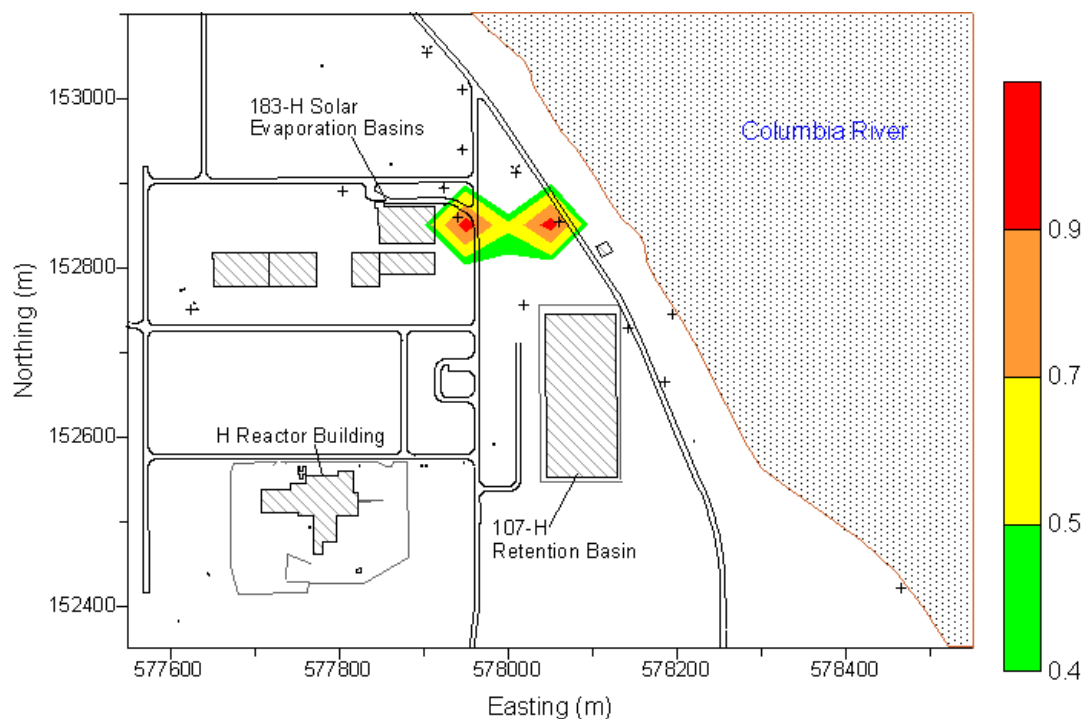 153000
183-H Solar
Evaporation Basins
Columbia River
0.9
152800
Northing (m)
0.7
152600
H Reactor Building
107-H
Retention Basin
0.5
152400
577600
577800
578000
578200
578400
0.4
Easting (m)